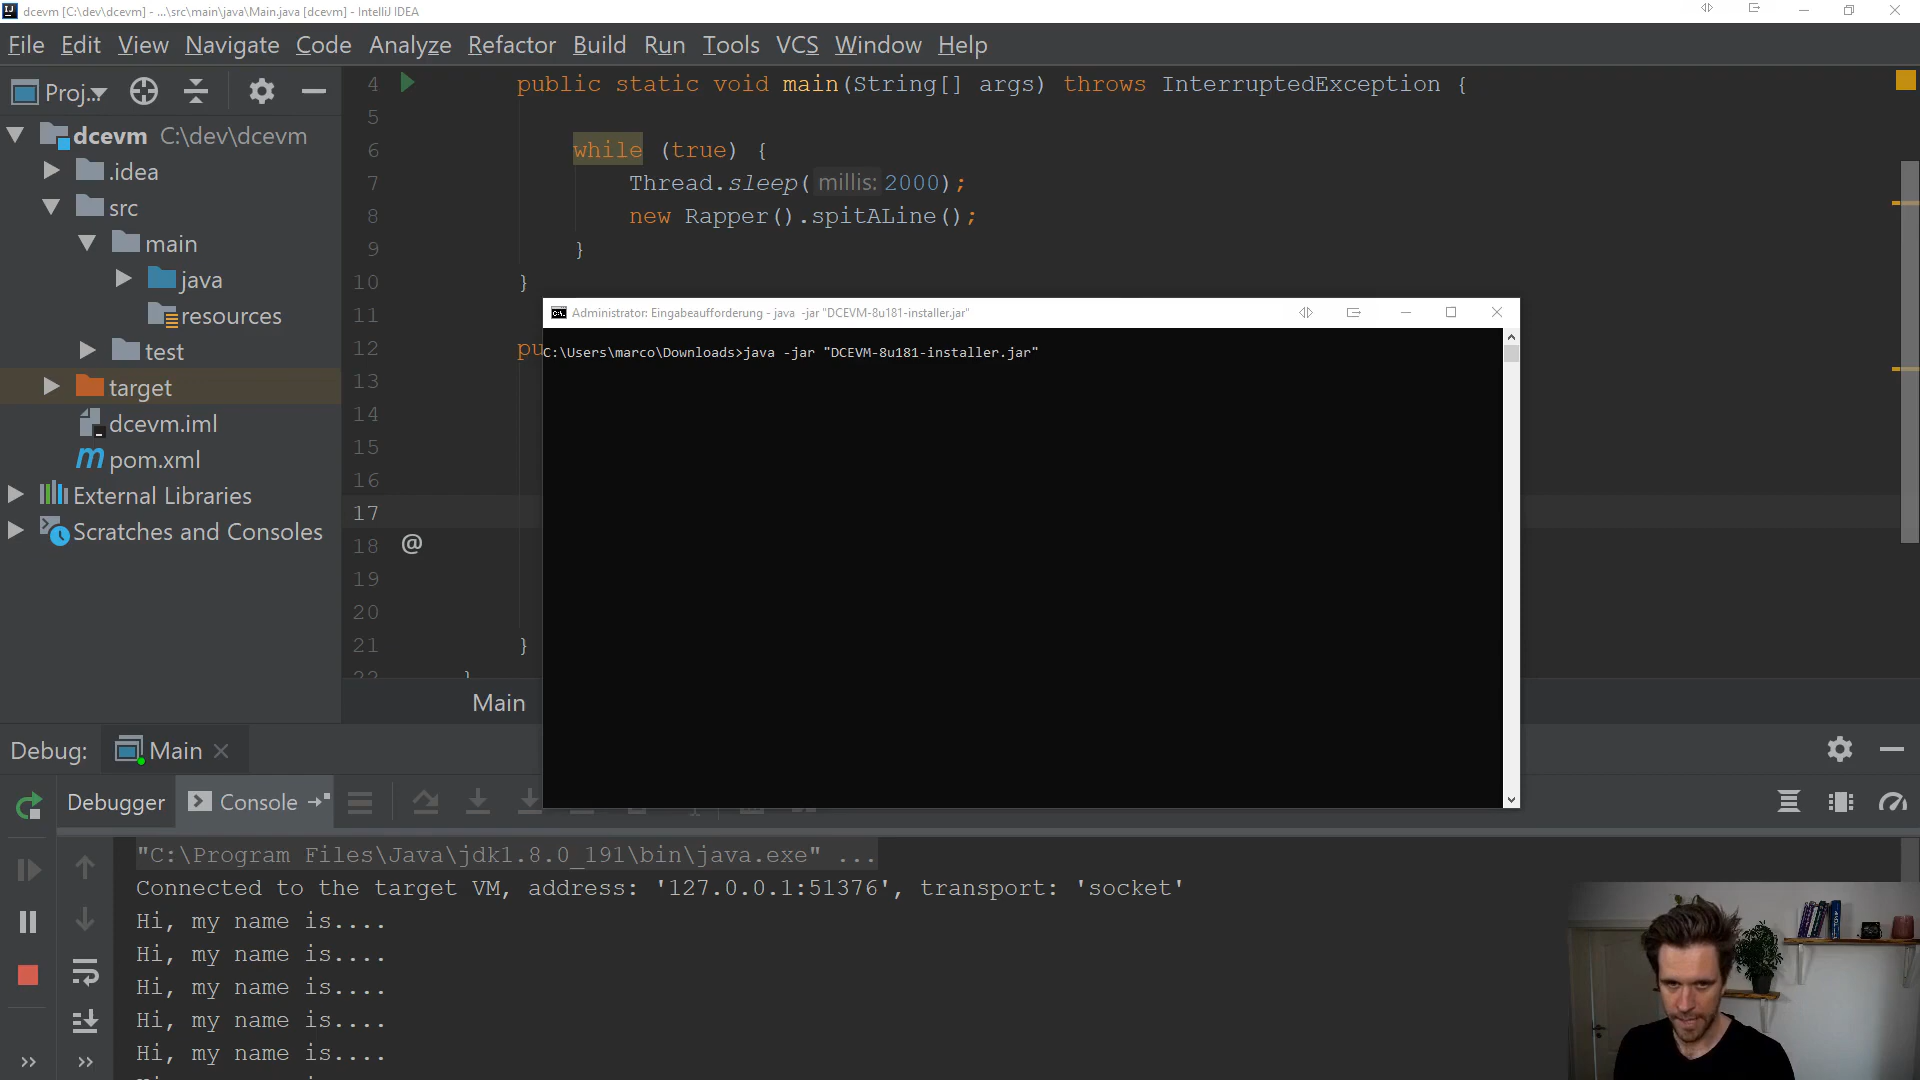 dcevm [C:\dev\dcevm] - ...\src\main\java\Main.java [dcevm] - IntelliJ IDEA
File Edit View Navigate Code Analyze Refactor Build Run Tools VCS Window Help
Proj...
dcevm C:\dev\dcevm
.idea
src
main
java
resources
test
target
dcevm.iml
pom.xml
External Libraries
Scratches and Consoles
4 public static void main(String[] args) throws InterruptedException {
5
6 while (true) {
7 Thread.sleep( millis: 2000);
8 new Rapper().spitALine();
9 }
10 }
11
12 pu
13
14
15
16
17
18 @
19
20
21 }
22 }
Main
Administrator: Eingabeaufforderung - java -jar "DCEVM-8u181-installer.jar"
C:\Users\marco\Downloads>java -jar "DCEVM-8u181-installer.jar"
Debug: Main
Debugger Console
"C:\Program Files\Java\jdk1.8.0_191\bin\java.exe" ...
Connected to the target VM, address: '127.0.0.1:51376', transport: 'socket'
Hi, my name is....
Hi, my name is....
Hi, my name is....
Hi, my name is....
Hi, my name is....